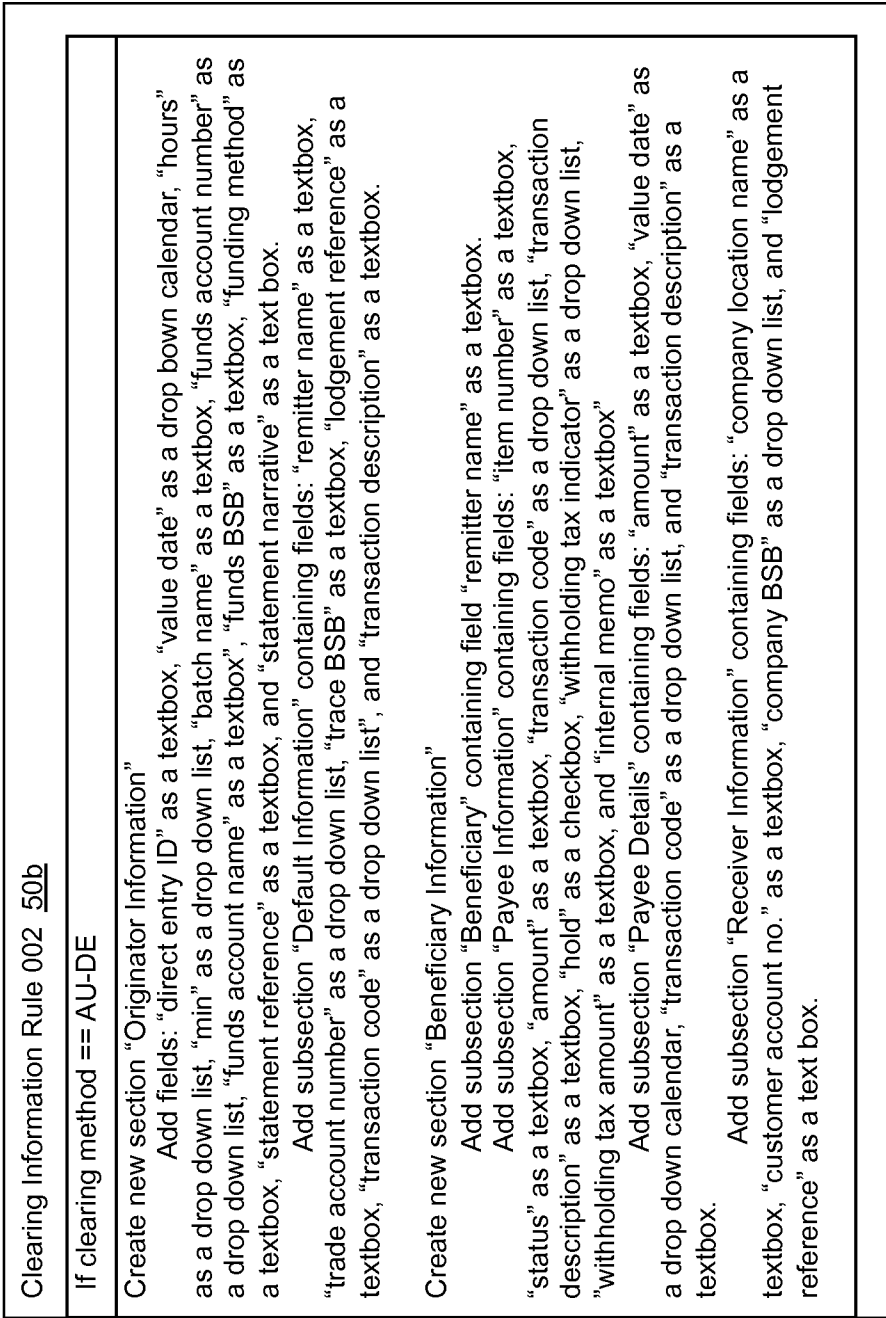 Clearing Information Rule 002 50b
If clearing method == AU-DE
Create new section “Originator Information”
Add fields: “direct entry ID” as a textbox, “value date” as a drop bown calendar, “hours”
as a drop down list, “min” as a drop down list, “batch name” as a textbox, “funds account number” as
a drop down list, “funds account name” as a textbox”, “funds BSB” as a textbox, “funding method” as
a textbox, “statement reference” as a textbox, and “statement narrative” as a text box.
Add subsection “Default Information” containing fields: “remitter name” as a textbox,
“trade account number” as a drop down list, “trace BSB” as a textbox, “lodgement reference” as a
textbox, “transaction code” as a drop down list”, and “transaction description” as a textbox.
Create new section “Beneficiary Information”
Add subsection “Beneficiary” containing field “remitter name” as a textbox.
Add subsection “Payee Information” containing fields: “item number” as a textbox,
“status” as a textbox, “amount” as a textbox, “transaction code” as a drop down list, “transaction
description” as a textbox, “hold” as a checkbox, “withholding tax indicator” as a drop down list,
”withholding tax amount” as a textbox, and “internal memo” as a textbox”
Add subsection “Payee Details” containing fields: “amount” as a textbox, “value date” as
a drop down calendar, “transaction code” as a drop down list, and “transaction description” as a
textbox.
Add subsection “Receiver Information” containing fields: “company location name” as a
textbox, “customer account no.” as a textbox, “company BSB” as a drop down list, and “lodgement
reference” as a text box.